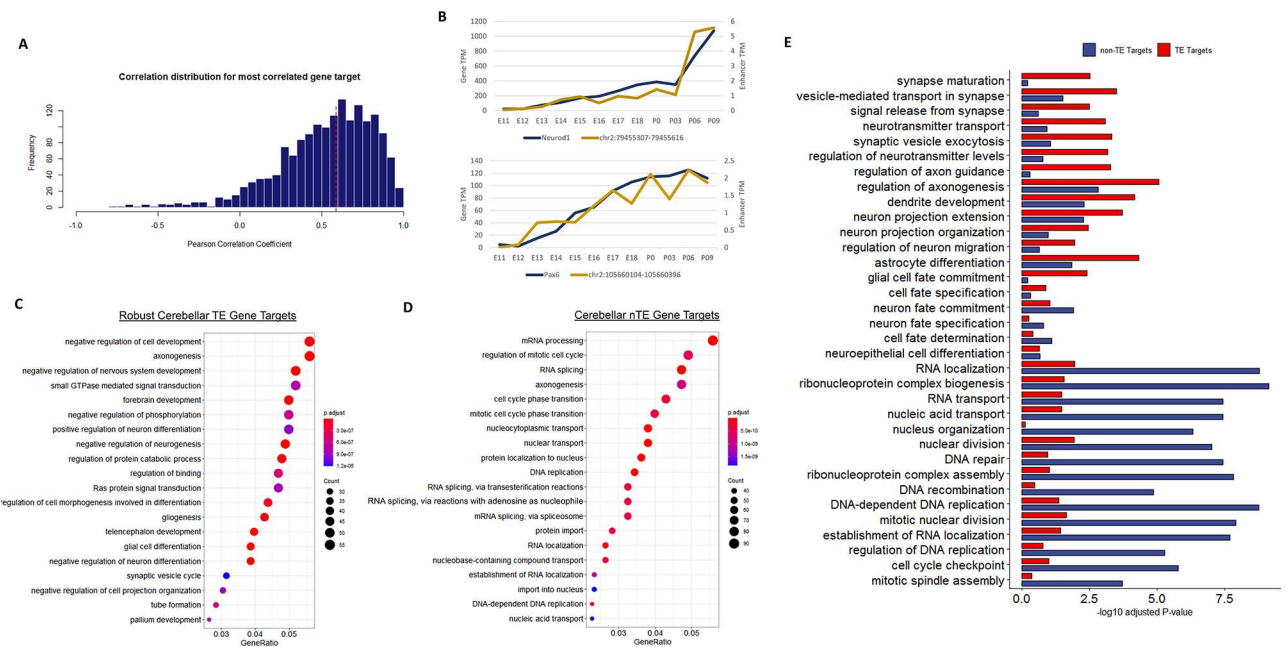 A
Correlation distribution for most correlated gene target
Frequency
120
80
60
40
20
0
-1.0
-0.5
0.0
0.5
1.0
Pearson Correlation Coefficient
B
Gene TPM
1200
1000
800
600
400
200
0
Enhancer TPM
6
5
4
3
2
1
0
E11 E12 E13 E14 E15 E16 E17 E18 P0 P03 P06 P09
Neurod1
chr2:79455307-79455616
Gene TPM
140
120
100
80
60
40
20
0
Enhancer TPM
2.5
2
1.5
1
0.5
0
E11 E12 E13 E14 E15 E16 E17 E18 P0 P03 P06 P09
Pax6
chr2:105660104-105660396
C
Robust Cerebellar TE Gene Targets
negative regulation of cell development
axonogenesis
negative regulation of nervous system development
small GTPase mediated signal transduction
forebrain development
negative regulation of phosphorylation
positive regulation of neuron differentiation
negative regulation of neurogenesis
regulation of protein catabolic process
regulation of binding
Ras protein signal transduction
regulation of cell morphogenesis involved in differentiation
gliogenesis
telencephalon development
glial cell differentiation
negative regulation of neuron differentiation
synaptic vesicle cycle
negative regulation of cell projection organization
tube formation
pallium development
0.03 0.04 0.05
GeneRatio
p.adjust
3.0e-07
6.0e-07
9.0e-07
1.2e-06
Count
30
35
40
45
50
55
D
Cerebellar nTE Gene Targets
mRNA processing
regulation of mitotic cell cycle
RNA splicing
axonogenesis
cell cycle phase transition
mitotic cell cycle phase transition
nucleocytoplasmic transport
nuclear transport
protein localization to nucleus
DNA replication
RNA splicing, via transesterification reactions
RNA splicing, via reactions with adenosine as nucleophile
mRNA splicing, via spliceosome
protein import
RNA localization
nucleobase-containing compound transport
establishment of RNA localization
import into nucleus
DNA-dependent DNA replication
nucleic acid transport
0.03 0.04 0.05
GeneRatio
p.adjust
5.0e-10
1.0e-09
1.5e-09
Count
40
50
60
70
80
90
E
non-TE Targets
TE Targets
synapse maturation
vesicle-mediated transport in synapse
signal release from synapse
neurotransmitter transport
synaptic vesicle exocytosis
regulation of neurotransmitter levels
regulation of axon guidance
regulation of axonogenesis
dendrite development
neuron projection extension
neuron projection organization
regulation of neuron migration
astrocyte differentiation
glial cell fate commitment
cell fate specification
neuron fate commitment
neuron fate specification
cell fate determination
neuroepithelial cell differentiation
RNA localization
ribonucleoprotein complex biogenesis
RNA transport
nucleic acid transport
nucleus organization
nuclear division
DNA repair
ribonucleoprotein complex assembly
DNA recombination
DNA-dependent DNA replication
mitotic nuclear division
establishment of RNA localization
regulation of DNA replication
cell cycle checkpoint
mitotic spindle assembly
0.0 2.5 5.0 7.5
-log10 adjusted P-value